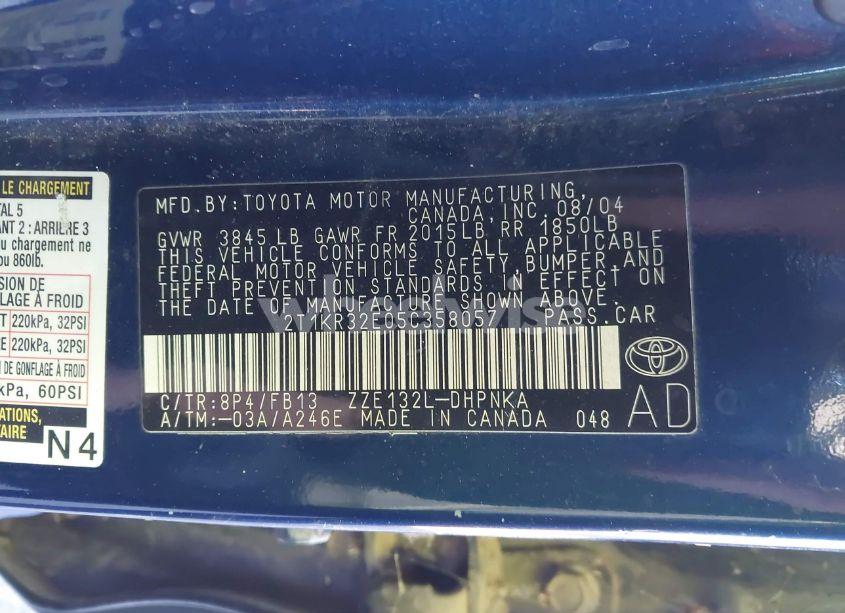 LE CHARGEMENT
TAL 5
ANT 2 : ARRIÈRE 3
u chargement ne
ou 860lb.
SION DE
FLAGE À FROID
220kPa, 32PSI
220kPa, 32PSI
DE GONFLAGE À FROID
kPa, 60PSI
ATIONS,
TAIRE
N4
MFD. BY: TOYOTA MOTOR MANUFACTURING,
CANADA, INC. 08/04
GVWR 3845 LB GAWR FR 2015LB RR 1850LB
THIS VEHICLE CONFORMS TO ALL APPLICABLE
FEDERAL MOTOR VEHICLE SAFETY, BUMPER AND
THEFT PREVENTION STANDARDS IN EFFECT ON
THE DATE OF MANUFACTURE SHOWN ABOVE.
PASS.CAR
C/TR:8P4/FB13 ZZE132L-DHPNKA
A/TM:-03A/A246E MADE IN CANADA 048
AD